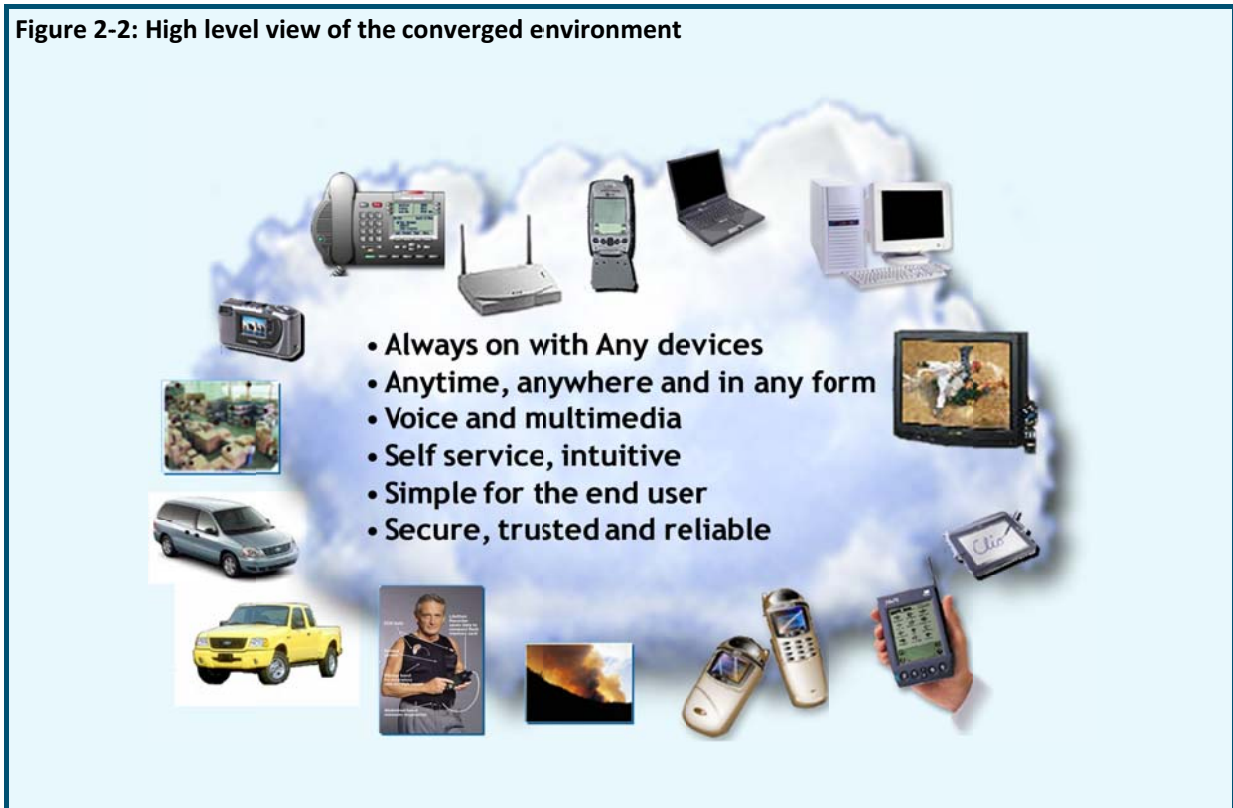 Figure 2-2: High level view of the converged environment
• Always on with Any devices
• Anytime, anywhere and in any form
• Voice and multimedia
• Self service, intuitive
• Simple for the end user
• Secure, trusted and reliable
Clio